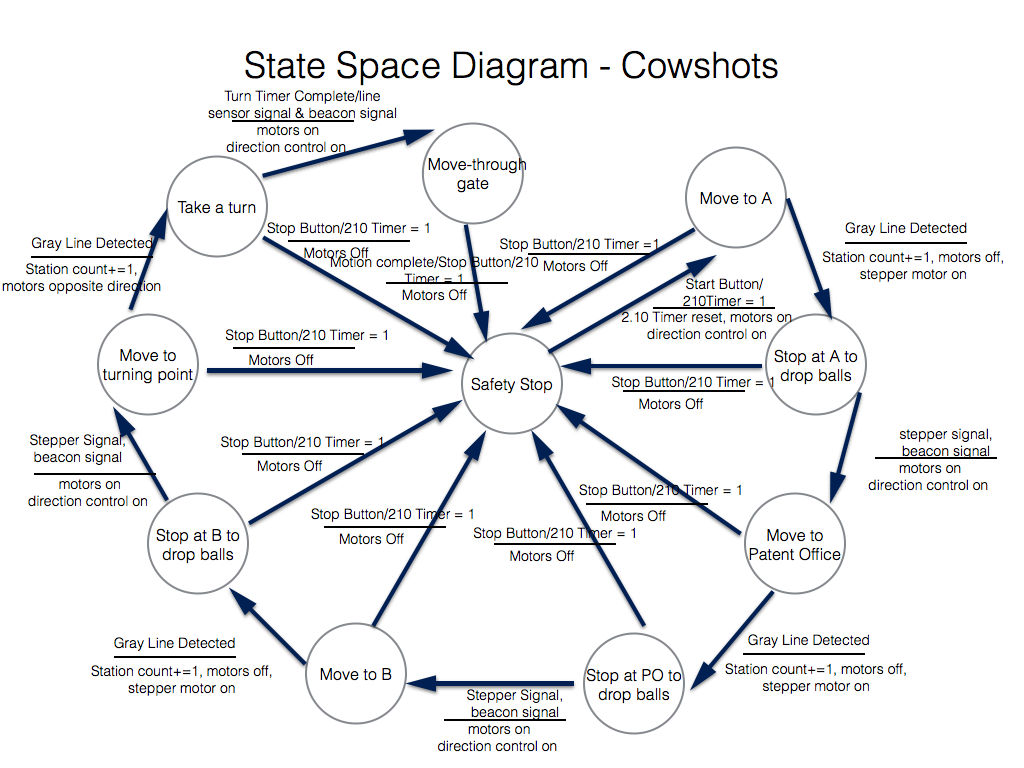 State Space Diagram - Cowshots
Turn Timer Complete/line
sensor signal & beacon signal
motors on
direction control on
Move-through
gate
Move to A
Take a turn
Gray Line Detected
Station count+=1,
motors opposite direction
Stop Button/210 Timer = 1
Motors Off
Motion complete/Stop Button/210
Timer = 1
Motors Off
Stop Button/210 Timer =1
Motors Off
Gray Line Detected
Station count+=1, motors off,
stepper motor on
Start Button/
210Timer = 1
2.10 Timer reset, motors on
direction control on
Move to
turning point
Stop Button/210 Timer = 1
Motors Off
Safety Stop
Stop at A to
drop balls
Stop Button/210 Timer = 1
Motors Off
Stepper Signal,
beacon signal
motors on
direction control on
Stop Button/210 Timer = 1
Motors Off
stepper signal,
beacon signal
motors on
direction control on
Stop Button/210 Timer = 1
Motors Off
Stop Button/210 Timer = 1
Motors Off
Stop Button/210 Timer = 1
Motors Off
Stop at B to
drop balls
Move to
Patent Office
Gray Line Detected
Station count+=1, motors off,
stepper motor on
Move to B
Stop at PO to
drop balls
Gray Line Detected
Station count+=1, motors off,
stepper motor on
Stepper Signal,
beacon signal
motors on
direction control on